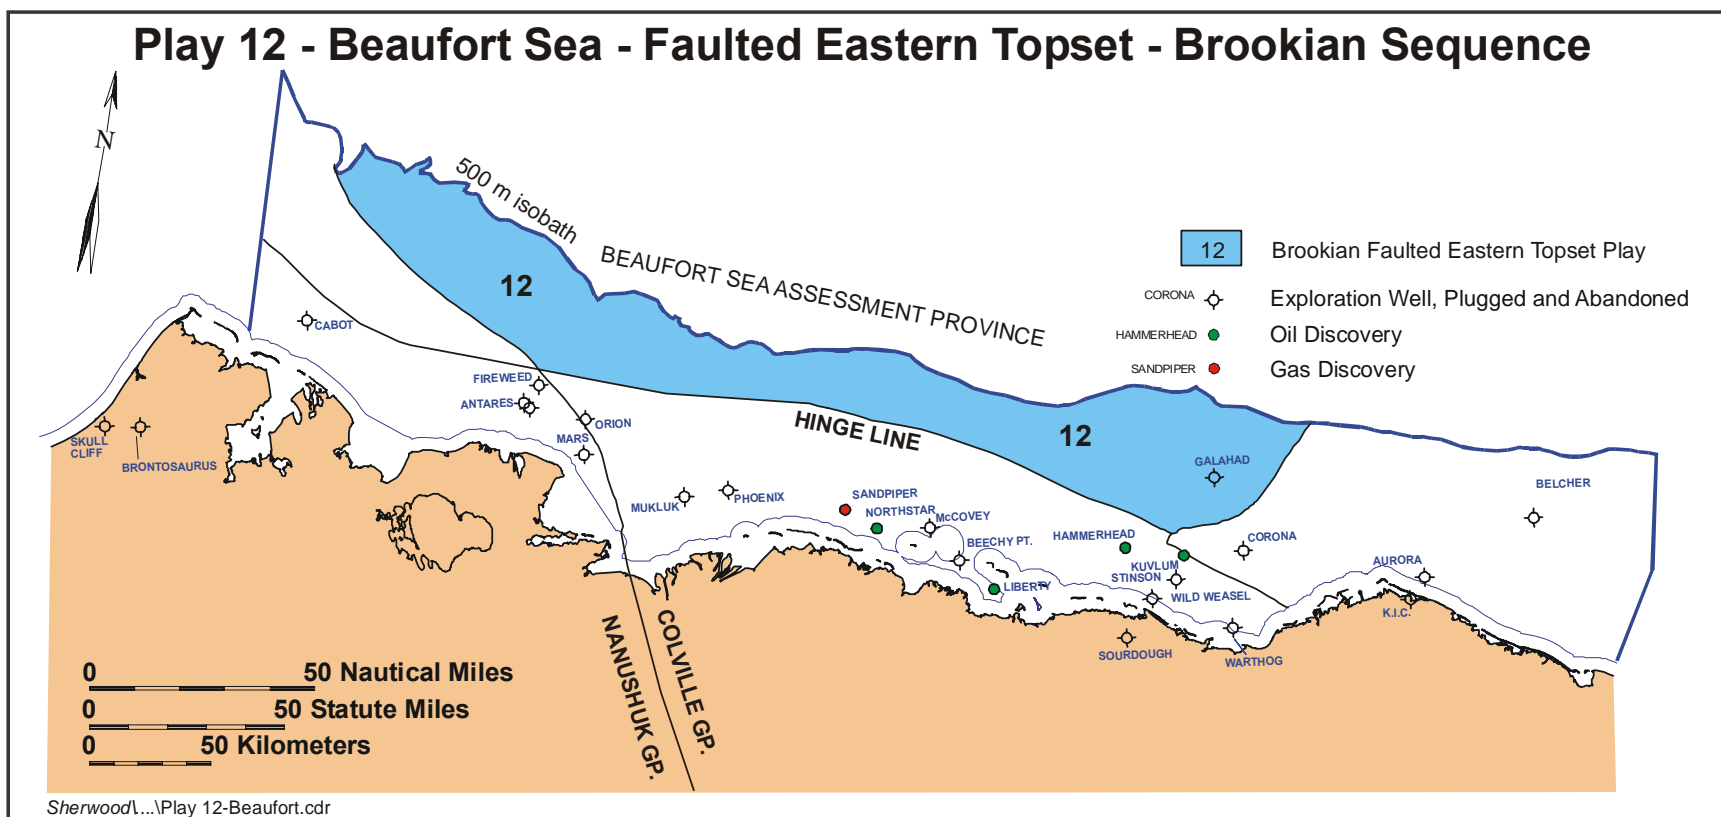 Play 12 - Beaufort Sea - Faulted Eastern Topset - Brookian Sequence
N
500 m isobath
BEAUFORT SEA ASSESSMENT PROVINCE
12
12
12 Brookian Faulted Eastern Topset Play
CORONA Exploration Well, Plugged and Abandoned
HAMMERHEAD Oil Discovery
SANDPIPER Gas Discovery
CABOT
FIREWEED
ANTARES
ORION
MARS
HINGE LINE
SKULL
CLIFF
BRONTOSAURUS
GALAHAD
BELCHER
MUKLUK
PHOENIX
SANDPIPER
NORTHSTAR
McCOVEY
BEECHY PT.
HAMMERHEAD
CORONA
KUVLUM
STINSON
AURORA
LIBERTY
WILD WEASEL
K.I.C.
SOURDOUGH
WARTHOG
NANUSHUK GP.
COLVILLE GP.
0 50 Nautical Miles
0 50 Statute Miles
0 50 Kilometers
Sherwood\....\Play 12-Beaufort.cdr